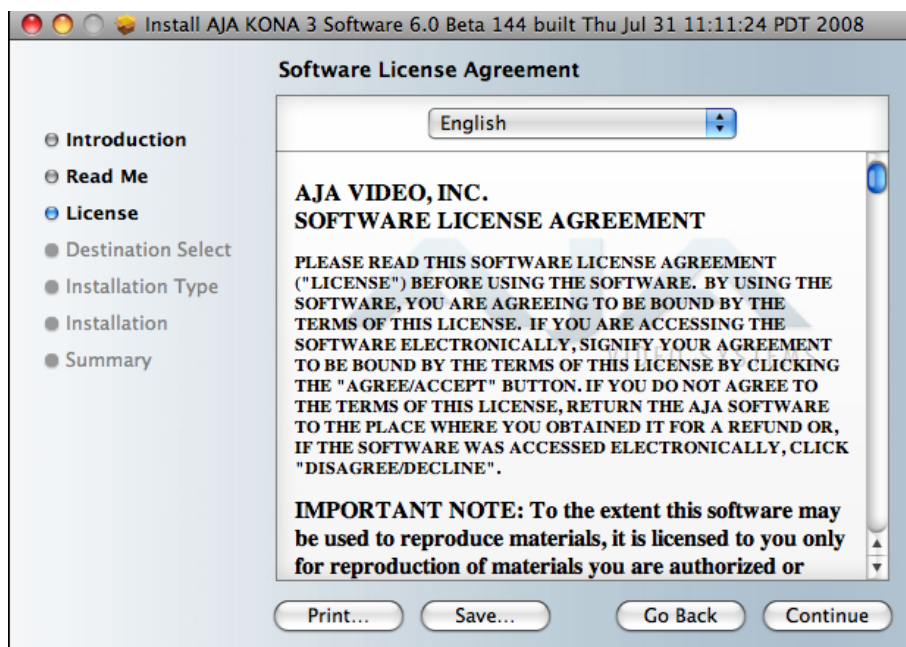 Install AJA KONA 3 Software 6.0 Beta 144 built Thu Jul 31 11:11:24 PDT 2008
Software License Agreement
Introduction
Read Me
License
Destination Select
Installation Type
Installation
Summary
English
AJA VIDEO, INC.
SOFTWARE LICENSE AGREEMENT
PLEASE READ THIS SOFTWARE LICENSE AGREEMENT
("LICENSE") BEFORE USING THE SOFTWARE.  BY USING THE
SOFTWARE, YOU ARE AGREEING TO BE BOUND BY THE
TERMS OF THIS LICENSE.  IF YOU ARE ACCESSING THE
SOFTWARE ELECTRONICALLY, SIGNIFY YOUR AGREEMENT
TO BE BOUND BY THE TERMS OF THIS LICENSE BY CLICKING
THE "AGREE/ACCEPT" BUTTON. IF YOU DO NOT AGREE TO
THE TERMS OF THIS LICENSE, RETURN THE AJA SOFTWARE
TO THE PLACE WHERE YOU OBTAINED IT FOR A REFUND OR,
IF THE SOFTWARE WAS ACCESSED ELECTRONICALLY, CLICK
"DISAGREE/DECLINE".
IMPORTANT NOTE: To the extent this software may
be used to reproduce materials, it is licensed to you only
for reproduction of materials you are authorized or
AJA
VIDEO SYSTEMS
Print...
Save...
Go Back
Continue